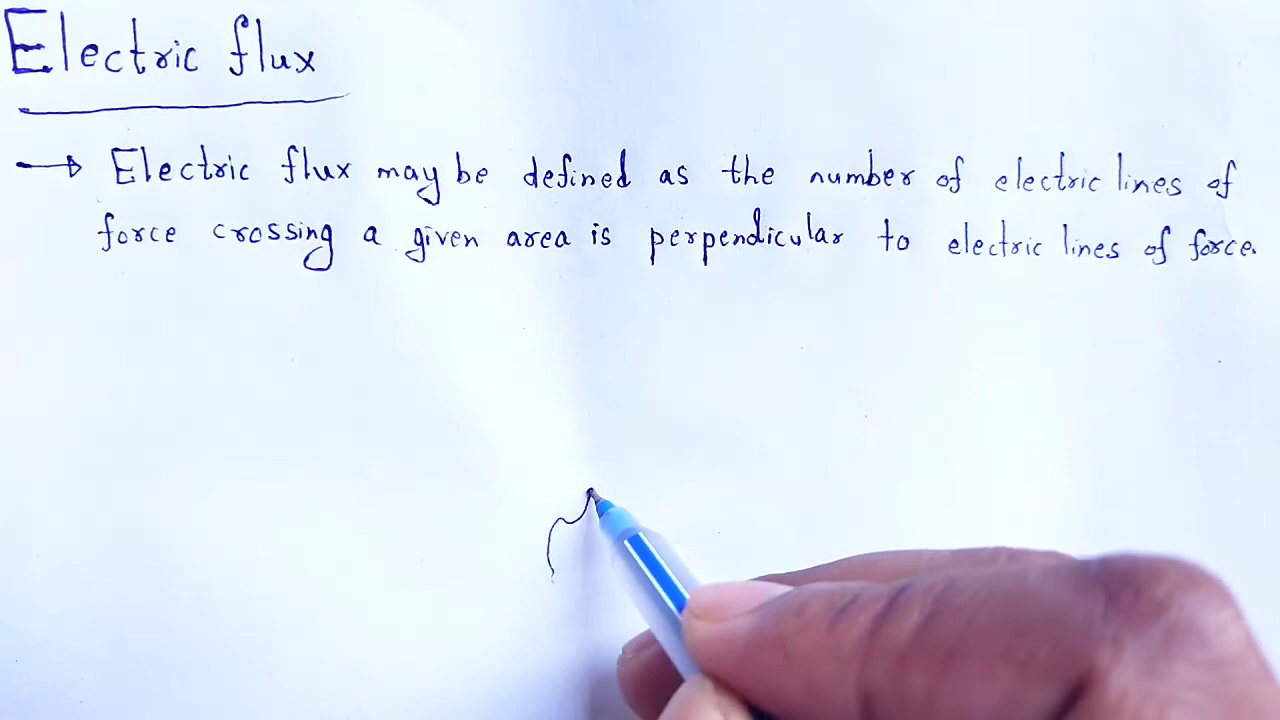 Electric flux
→ Electric flux may be defined as the number of electric lines of
force crossing a given area is perpendicular to electric lines of force.